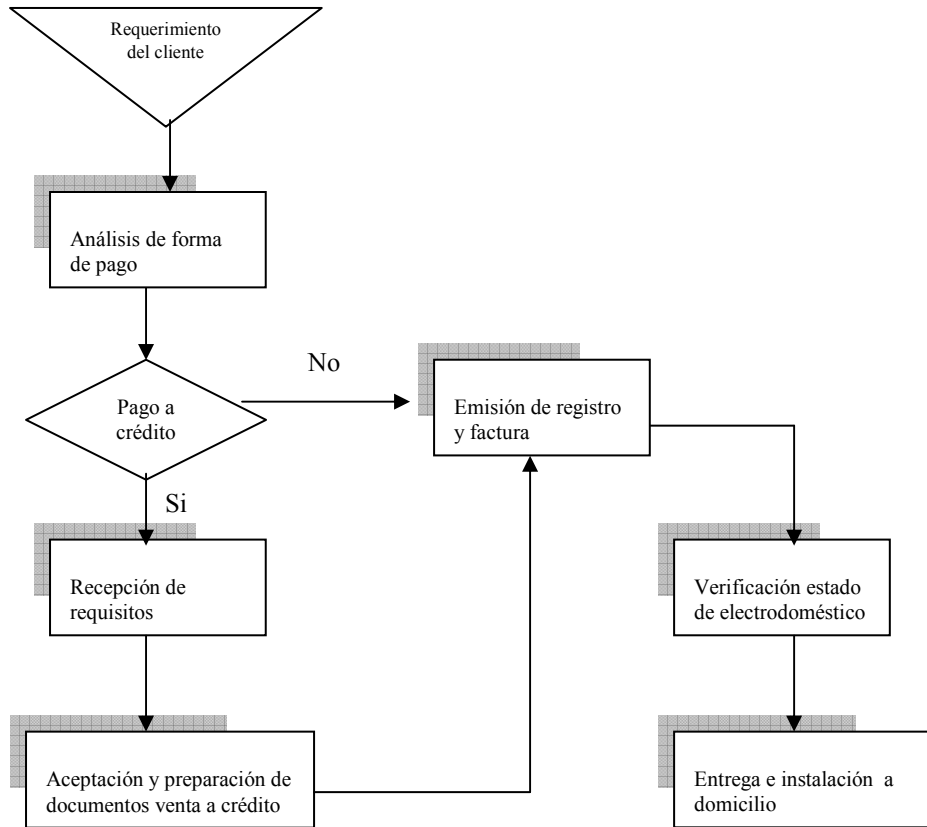 Requerimiento
del cliente
Análisis de forma
de pago
Pago a
crédito
No
Si
Emisión de registro
y factura
Recepción de
requisitos
Verificación estado
de electrodoméstico
Aceptación y preparación de
documentos venta a crédito
Entrega e instalación a
domicilio